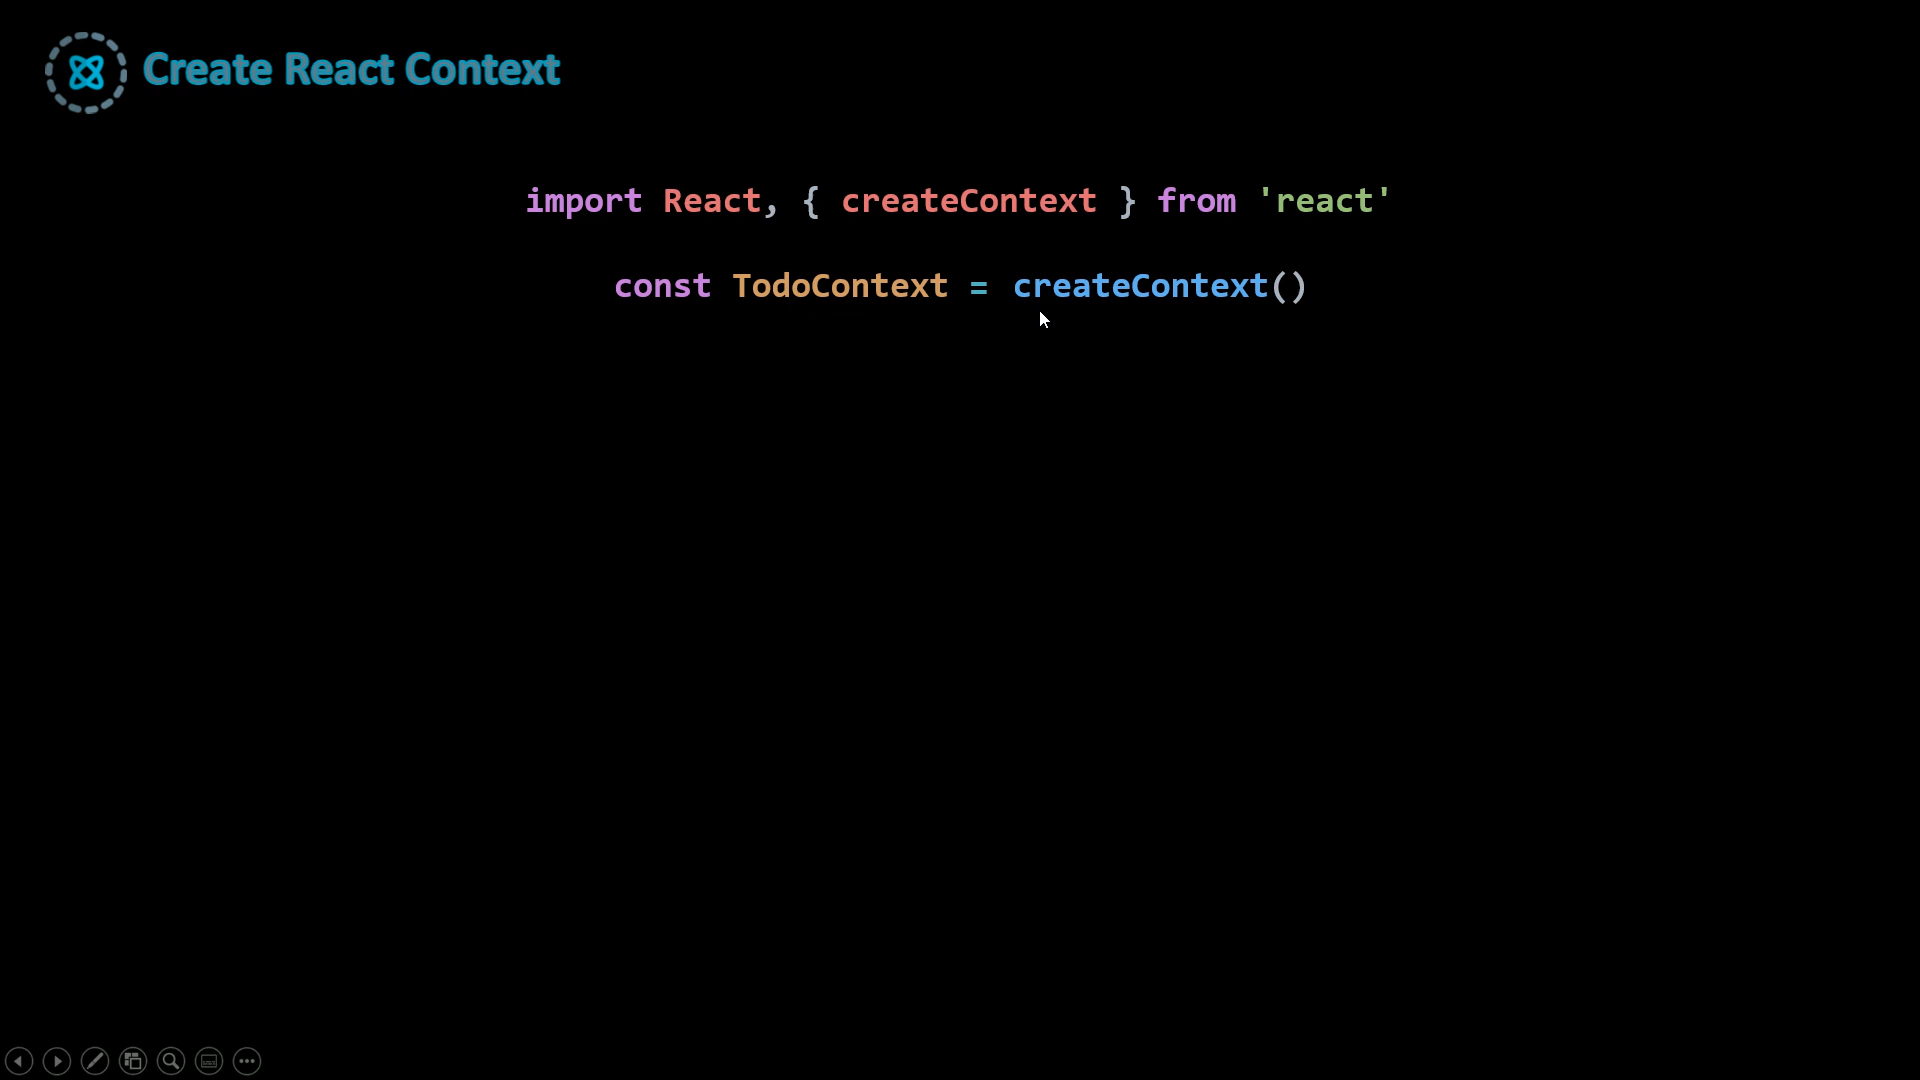 Create React Context
import React, { createContext } from 'react'
const TodoContext = createContext()